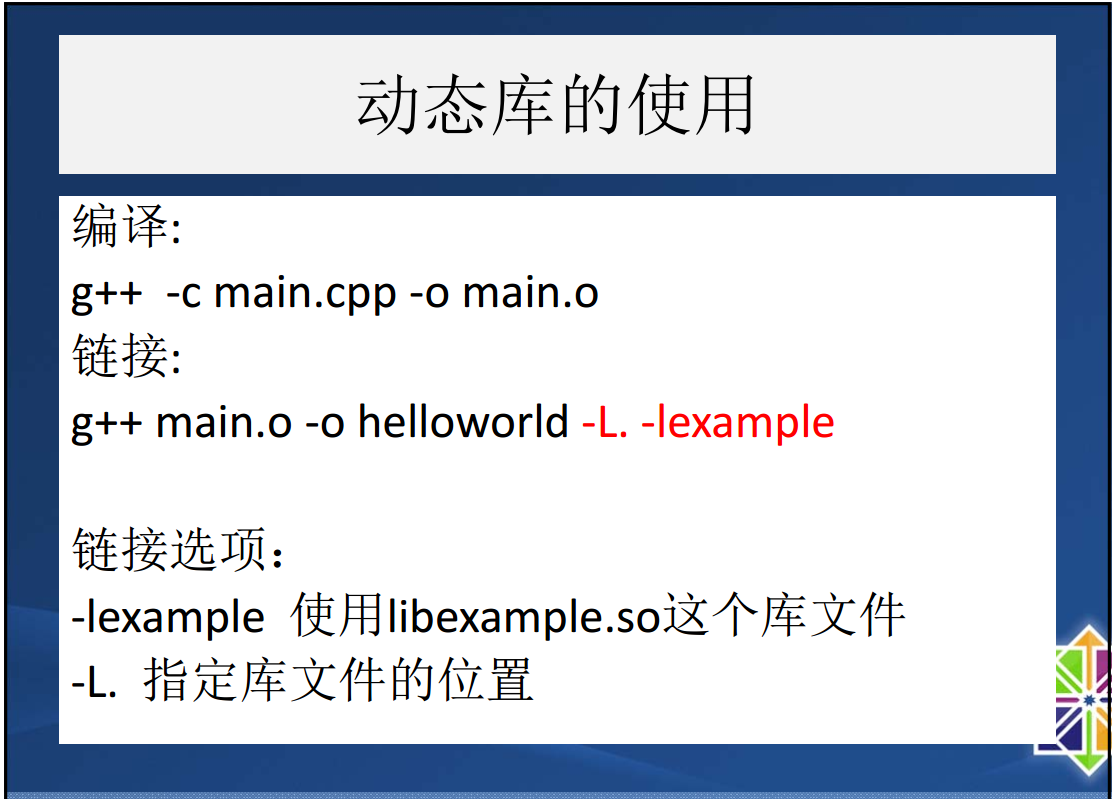 动态库的使用
编译:
g++  -c main.cpp -o main.o
链接:
g++ main.o -o helloworld -L. -lexample
链接选项：
-lexample  使用libexample.so这个库文件
-L.  指定库文件的位置